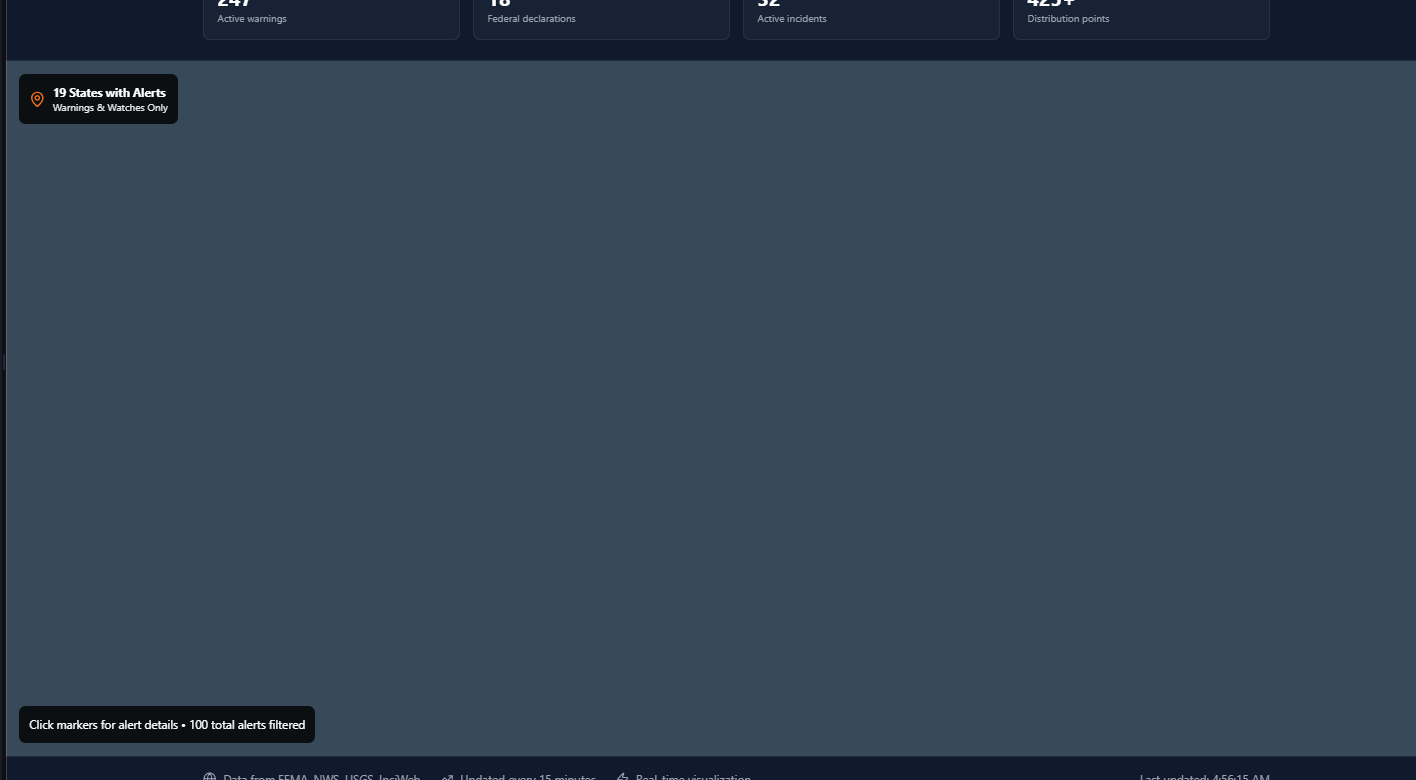 247
18
32
425+
Active warnings
Federal declarations
Active incidents
Distribution points
19 States with Alerts
Warnings & Watches Only
Click markers for alert details • 100 total alerts filtered
Data from FEMA, NWS, USGS, InciWeb
Updated every 15 minutes
Real-time visualization
Last updated: 4:56:15 AM